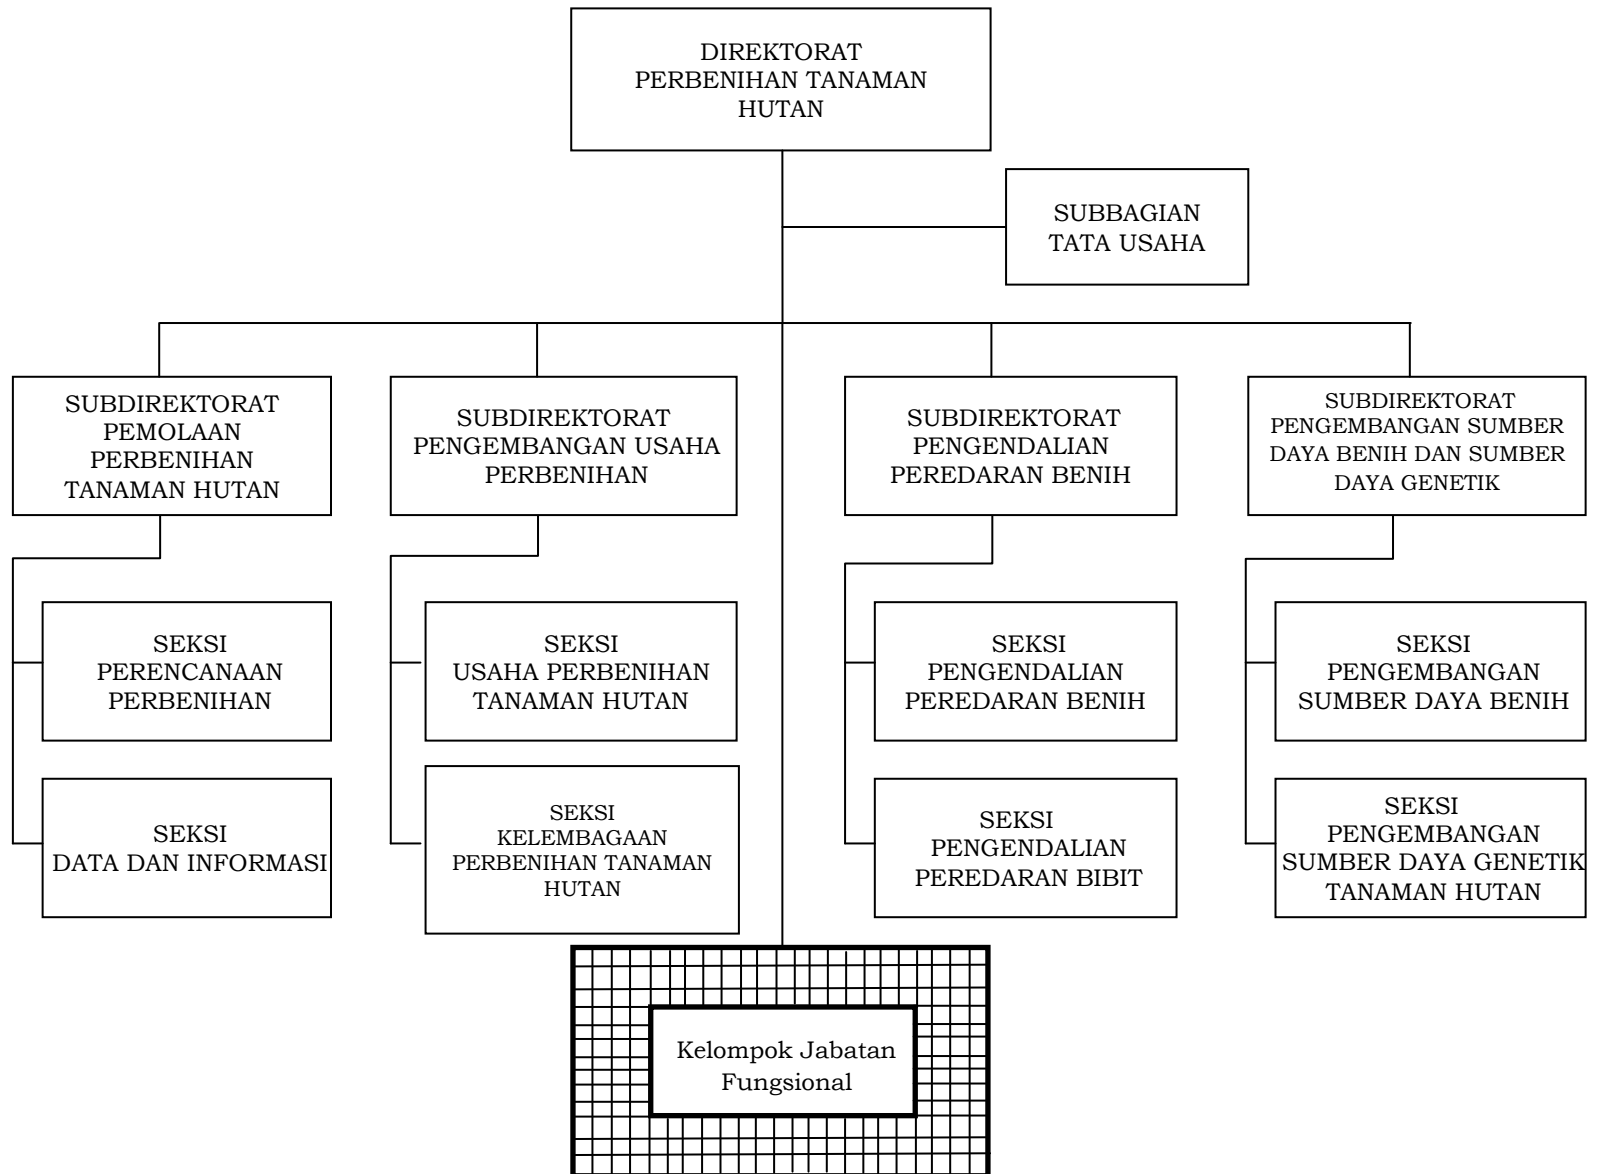 DIREKTORAT
PERBENIHAN TANAMAN
HUTAN
SUBBAGIAN
TATA USAHA
SUBDIREKTORAT
PEMOLAAN
PERBENIHAN
TANAMAN HUTAN
SUBDIREKTORAT
PENGEMBANGAN USAHA
PERBENIHAN
SUBDIREKTORAT
PENGENDALIAN
PEREDARAN BENIH
SUBDIREKTORAT
PENGEMBANGAN SUMBER
DAYA BENIH DAN SUMBER
DAYA GENETIK
SEKSI
PERENCANAAN
PERBENIHAN
SEKSI
USAHA PERBENIHAN
TANAMAN HUTAN
SEKSI
PENGENDALIAN
PEREDARAN BENIH
SEKSI
PENGEMBANGAN
SUMBER DAYA BENIH
SEKSI
DATA DAN INFORMASI
SEKSI
KELEMBAGAAN
PERBENIHAN TANAMAN
HUTAN
SEKSI
PENGENDALIAN
PEREDARAN BIBIT
SEKSI
PENGEMBANGAN
SUMBER DAYA GENETIK
TANAMAN HUTAN
Kelompok Jabatan
Fungsional